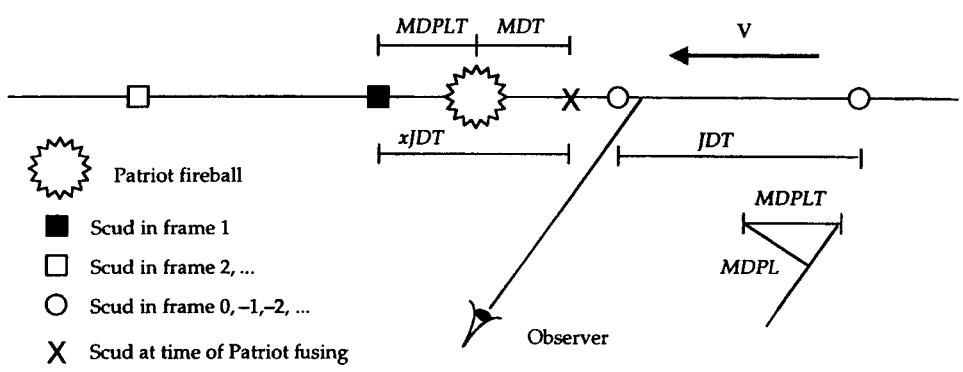 MDPLT MDT
V
xJDT
JDT
Patriot fireball
MDPLT
Scud in frame 1
MDPL
Scud in frame 2, ...
Scud in frame 0, –1,–2, ...
Observer
X Scud at time of Patriot fusing